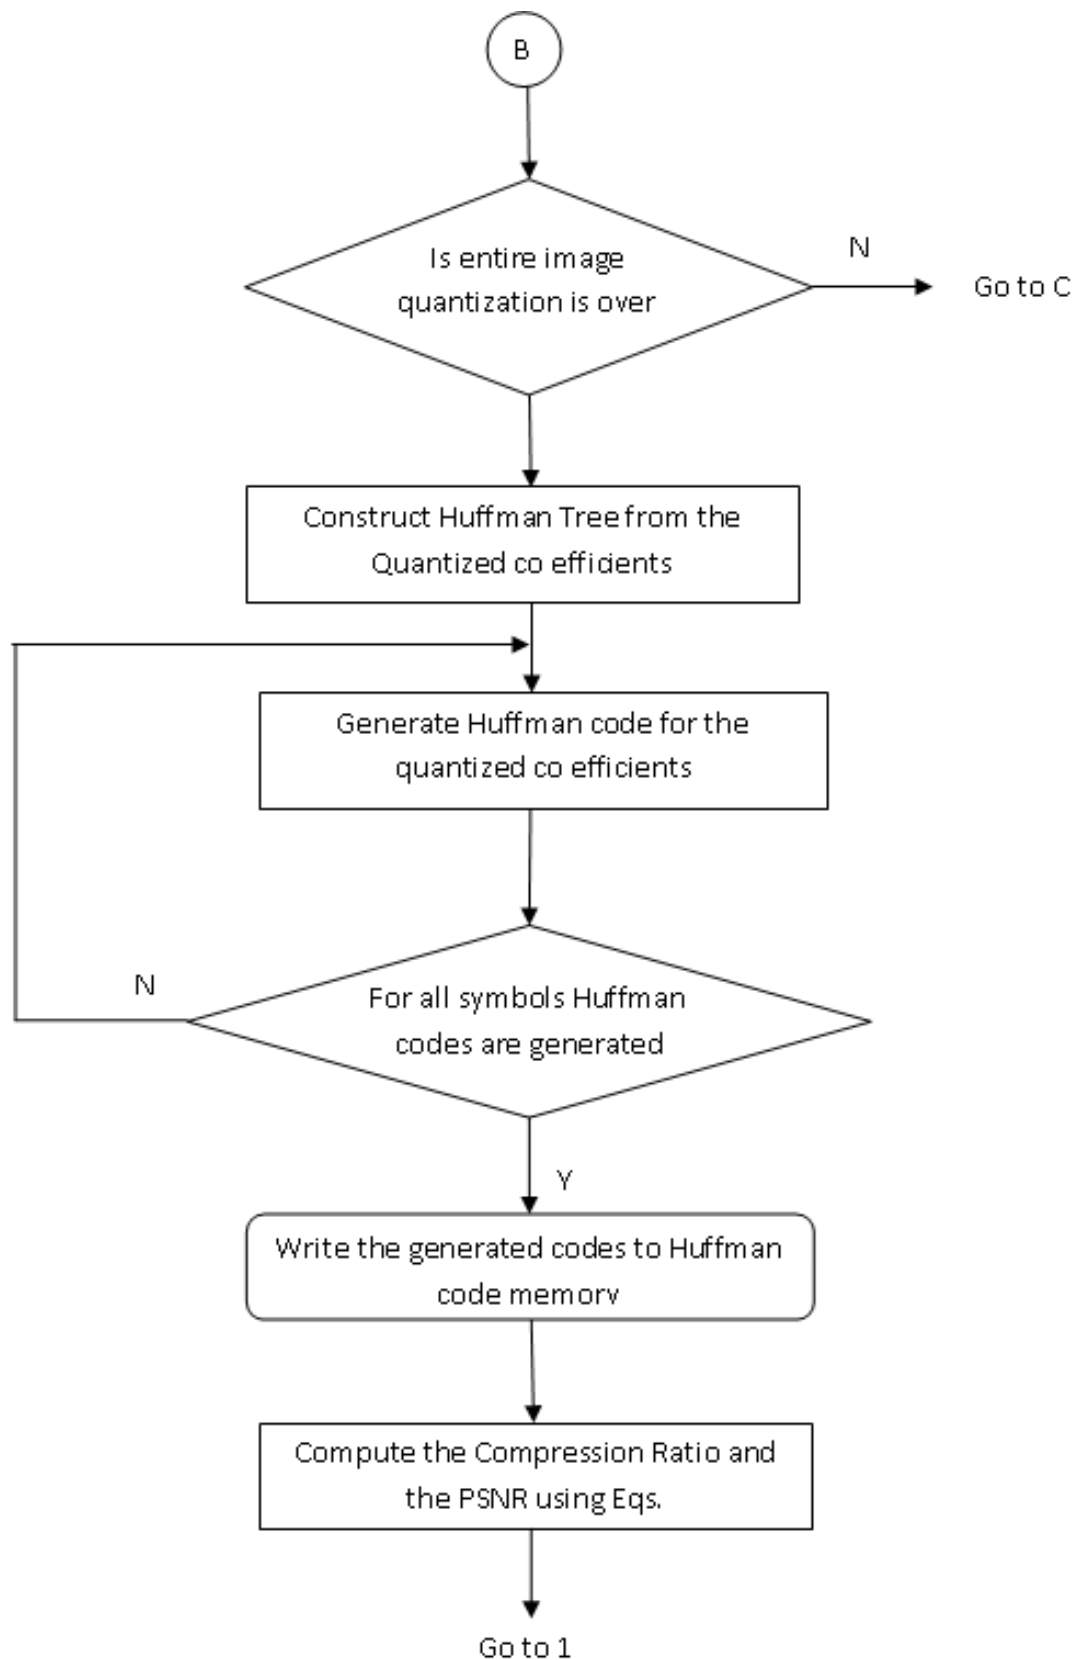 B
Is entire image
quantization is over
N
Go to C
Construct Huffman Tree from the
Quantized co efficients
Generate Huffman code for the
quantized co efficients
N
For all symbols Huffman
codes are generated
Y
Write the generated codes to Huffman
code memory
Compute the Compression Ratio and
the PSNR using Eqs.
Go to 1